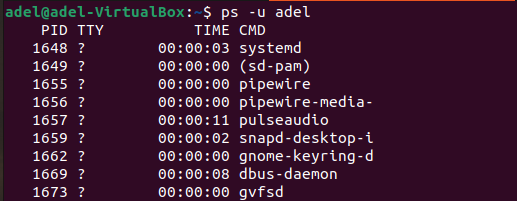 adel@adel-VirtualBox:~$ ps -u adel
PID TTY TIME CMD
1648 ? 00:00:03 systemd
1649 ? 00:00:00 (sd-pam)
1655 ? 00:00:00 pipewire
1656 ? 00:00:00 pipewire-media-
1657 ? 00:00:11 pulseaudio
1659 ? 00:00:02 snapd-desktop-i
1662 ? 00:00:00 gnome-keyring-d
1669 ? 00:00:08 dbus-daemon
1673 ? 00:00:00 gvfsd